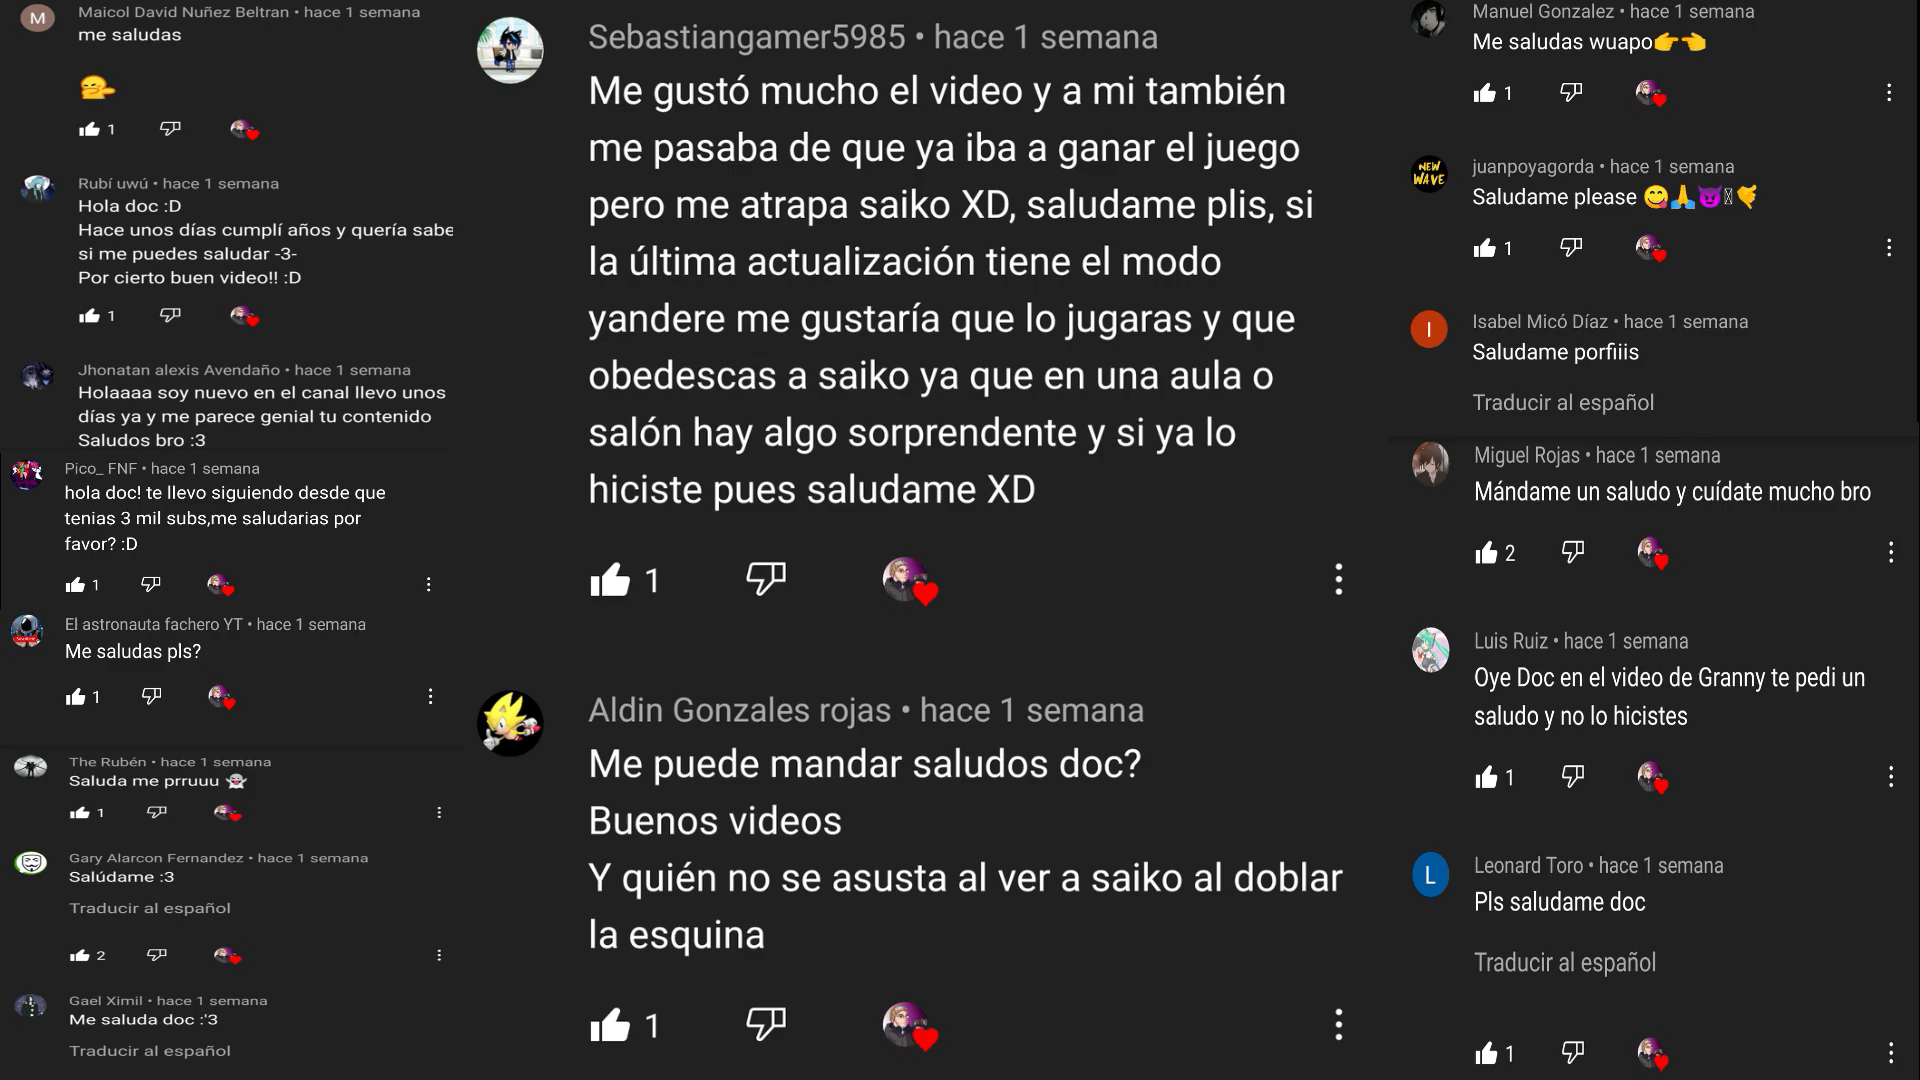 M
Maicol David Nuñez Beltran • hace 1 semana
me saludas
1
Rubí uwú • hace 1 semana
Hola doc :D
Hace unos días cumplí años y quería sabe
si me puedes saludar -3-
Por cierto buen video!! :D
1
Jhonatan alexis Avendaño • hace 1 semana
Holaaaa soy nuevo en el canal llevo unos
días ya y me parece genial tu contenido
Saludos bro :3
Pico_ FNF • hace 1 semana
hola doc! te llevo siguiendo desde que
tenias 3 mil subs,me saludarias por
favor? :D
1
El astronauta fachero YT • hace 1 semana
Me saludas pls?
1
The Rubén • hace 1 semana
Saluda me prruuu 👻
1
Gary Alarcon Fernandez • hace 1 semana
Salúdame :3
Traducir al español
2
Gael Ximil • hace 1 semana
Me saluda doc :'3
Traducir al español
Sebastiangamer5985 • hace 1 semana
Me gustó mucho el video y a mi también
me pasaba de que ya iba a ganar el juego
pero me atrapa saiko XD, saludame plis, si
la última actualización tiene el modo
yandere me gustaría que lo jugaras y que
obedescas a saiko ya que en una aula o
salón hay algo sorprendente y si ya lo
hiciste pues saludame XD
1
Aldin Gonzales rojas • hace 1 semana
Me puede mandar saludos doc?
Buenos videos
Y quién no se asusta al ver a saiko al doblar
la esquina
1
Manuel Gonzalez • hace 1 semana
Me saludas wuapo👉👈
1
NEW
WAVE
juanpoyagorda • hace 1 semana
Saludame please 😋🙏😈🤙
1
I
Isabel Micó Díaz • hace 1 semana
Saludame porfiiis
Traducir al español
Miguel Rojas • hace 1 semana
Mándame un saludo y cuídate mucho bro
2
Luis Ruiz • hace 1 semana
Oye Doc en el video de Granny te pedi un
saludo y no lo hicistes
1
L
Leonard Toro • hace 1 semana
Pls saludame doc
Traducir al español
1